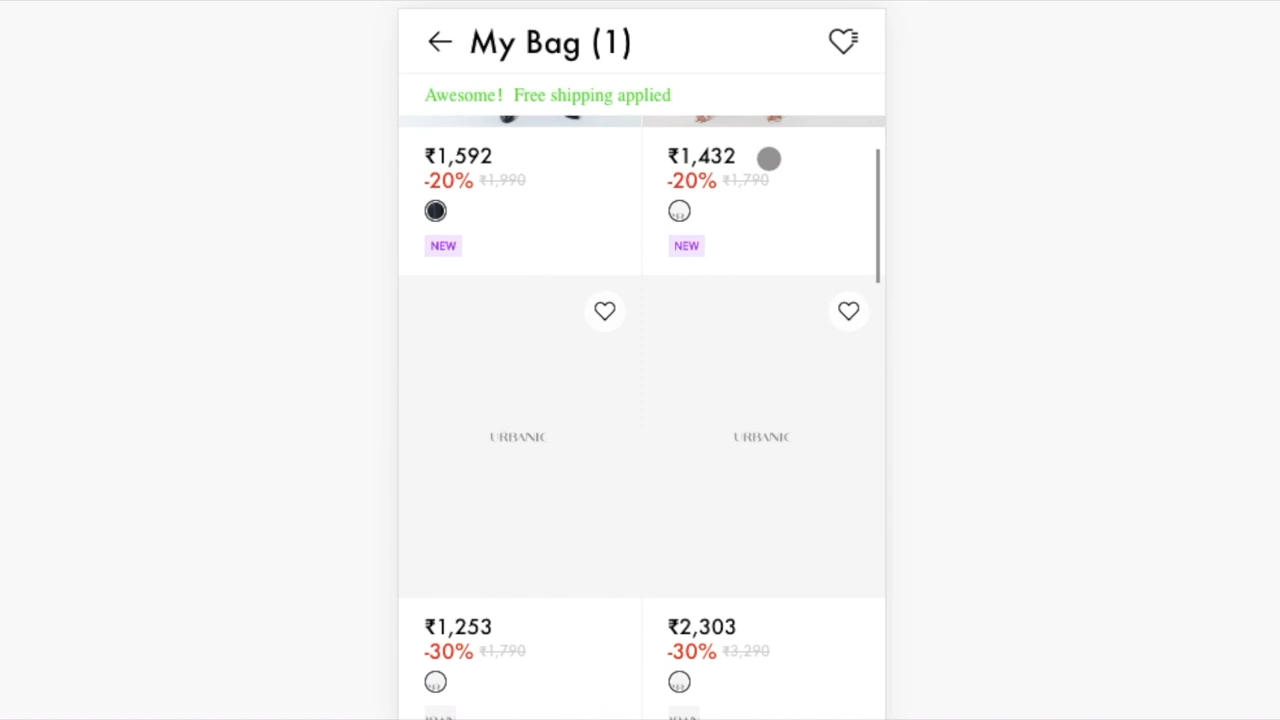 My Bag (1)
Awesome! Free shipping applied
₹1,592
-20% ₹1,990
NEW
₹1,432
-20% ₹1,790
NEW
URBANIC
URBANIC
₹1,253
-30% ₹1,790
₹2,303
-30% ₹3,290